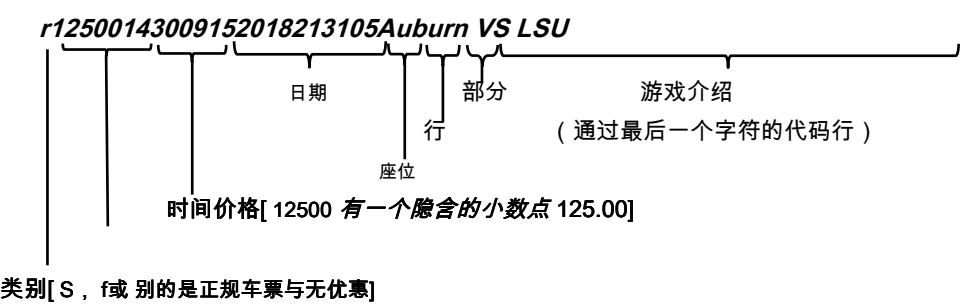 r12500143009152018213105Auburn VS LSU
日期
部分
游戏介绍
行
(通过最后一个字符的代码行)
座位
时间价格[ 12500 有一个隐含的小数点 125.00]
类别[ S， f或 别的是正规车票与无优惠]